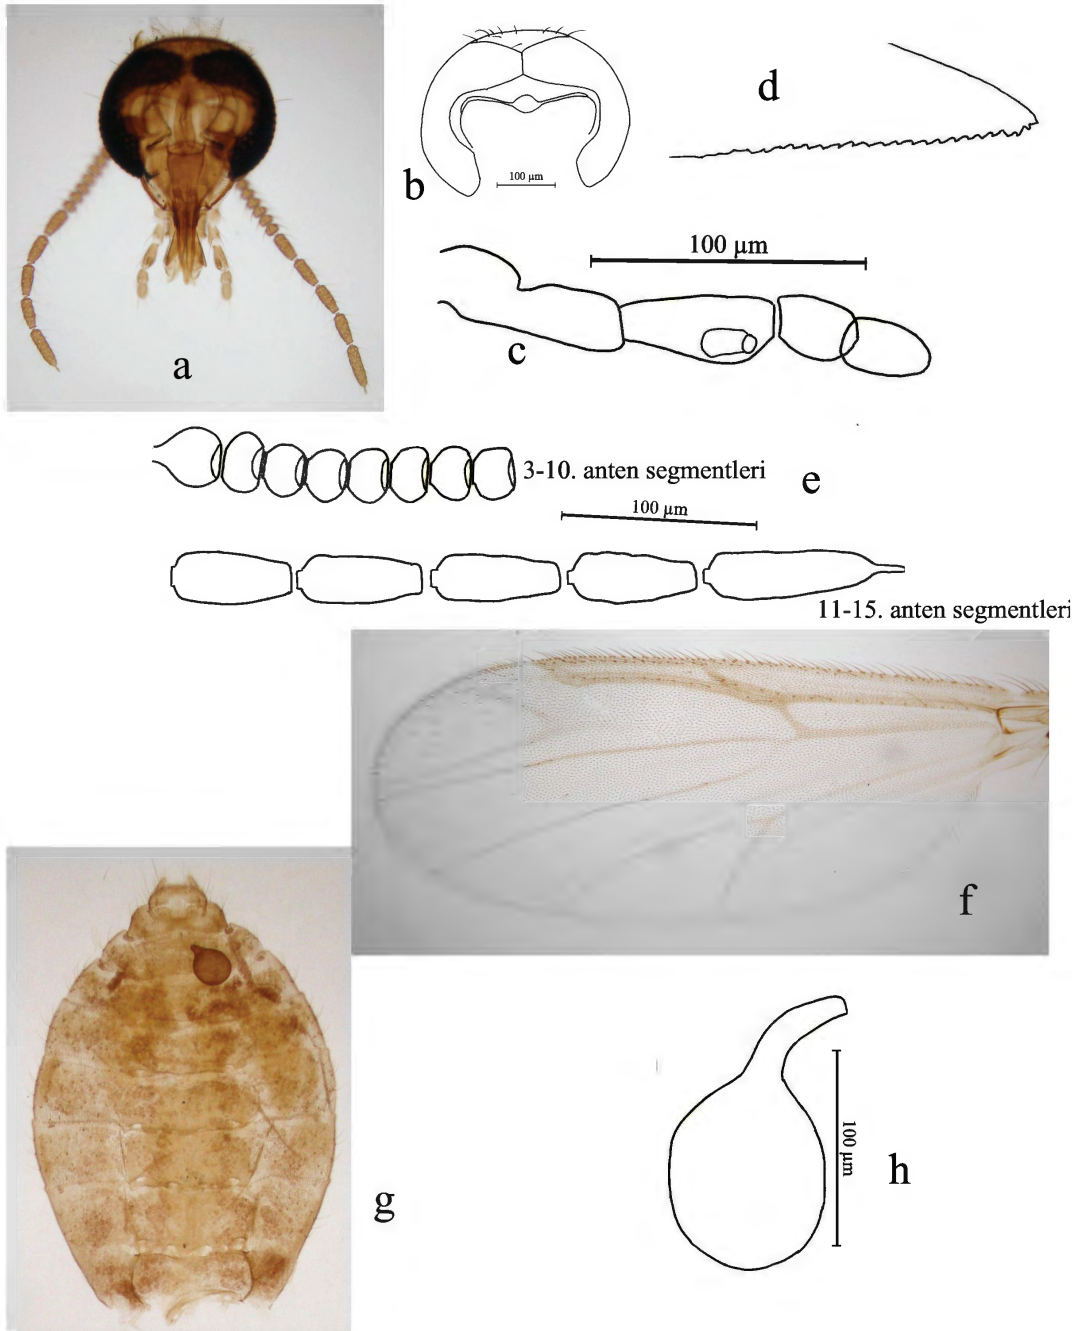 a
b
100 µm
d
100 µm
c
3-10. anten segmentleri
e
100 µm
11-15. anten segmentleri
f
g
100 µm
h